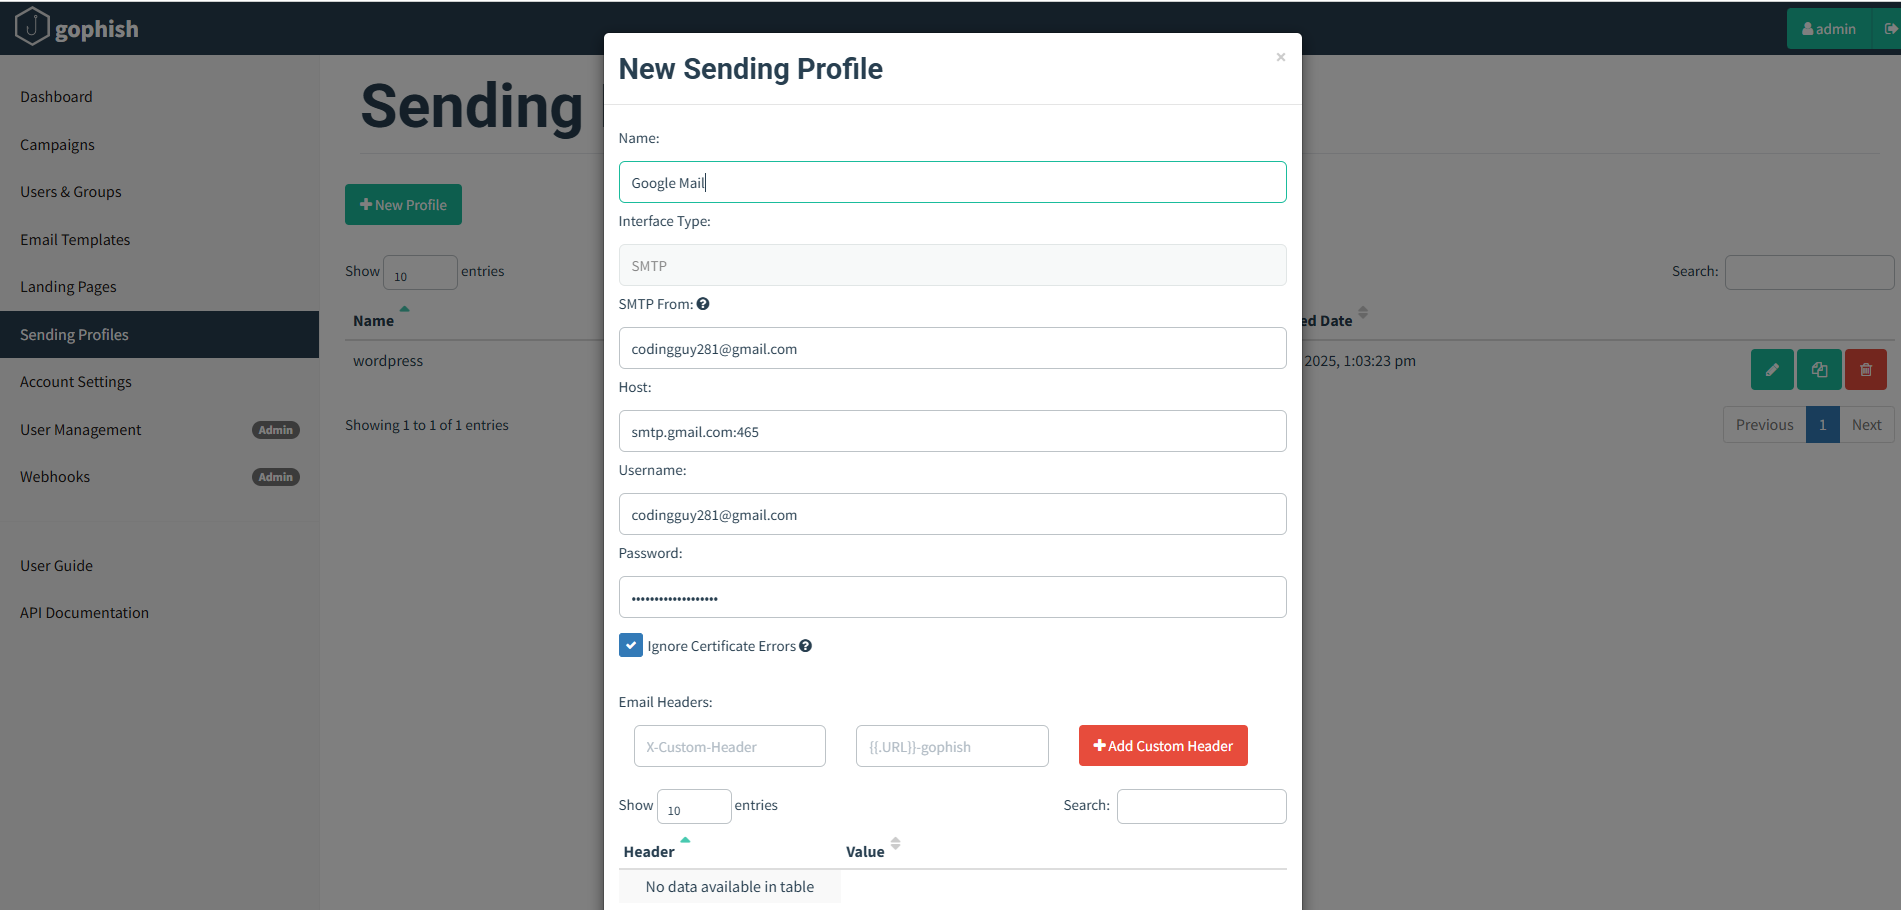 gophish
admin
Dashboard
Campaigns
Users & Groups
Email Templates
Landing Pages
Sending Profiles
Account Settings
User Management Admin
Webhooks Admin
User Guide
API Documentation
Sending
New Profile
Show 10 entries
Search:
Name
ed Date
wordpress
2025, 1:03:23 pm
Showing 1 to 1 of 1 entries
Previous 1 Next
New Sending Profile
×
Name:
Google Mail
Interface Type:
SMTP
SMTP From:
codingguy281@gmail.com
Host:
smtp.gmail.com:465
Username:
codingguy281@gmail.com
Password:
•••••••••••••••••••
Ignore Certificate Errors
Email Headers:
X-Custom-Header {{.URL}}-gophish Add Custom Header
Show 10 entries Search:
Header Value
No data available in table